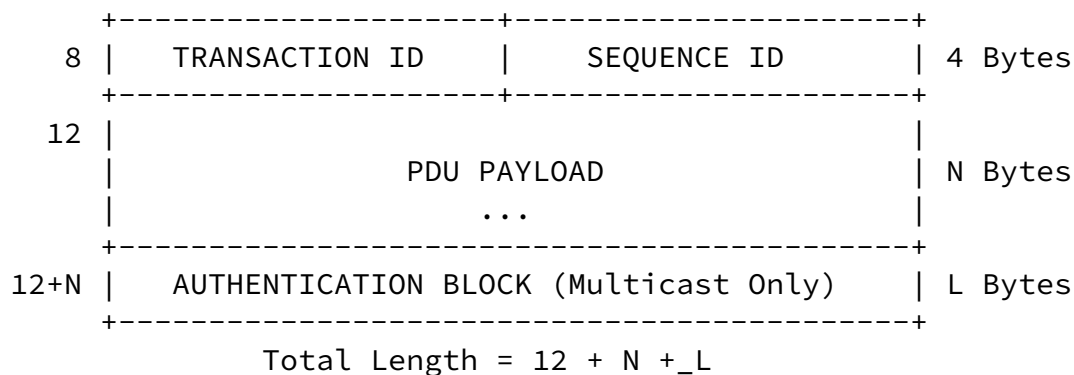 +---------------------+----------------------+
8 | TRANSACTION ID | SEQUENCE ID | 4 Bytes
+---------------------+----------------------+
12 | |
| PDU PAYLOAD | N Bytes
| ... |
+--------------------------------------------+
12+N | AUTHENTICATION BLOCK (Multicast Only) | L Bytes
+--------------------------------------------+
Total Length = 12 + N +_L